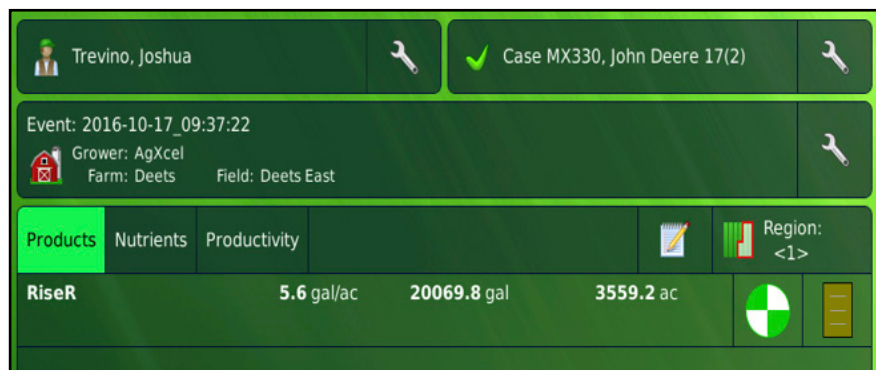 Trevino, Joshua
Case MX330, John Deere 17(2)
Event: 2016-10-17_09:37:22
Grower: AgXcel
Farm: Deets Field: Deets East
Products Nutrients Productivity Region:
<1>
RiseR 5.6 gal/ac 20069.8 gal 3559.2 ac